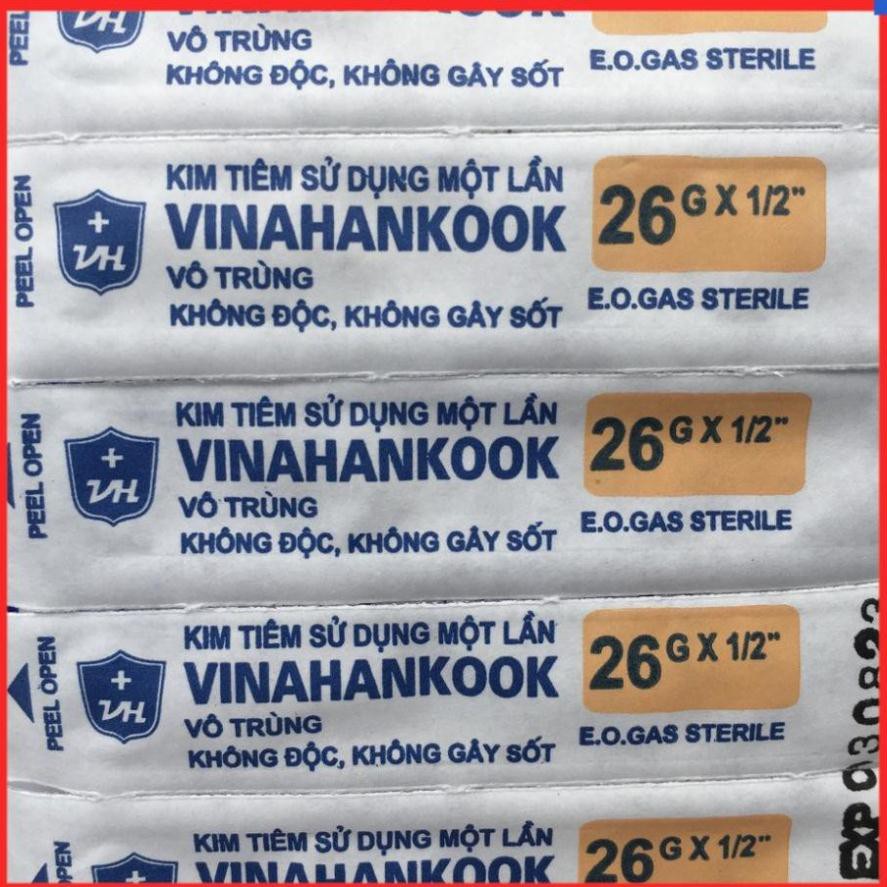 PEEL
VÔ TRÙNG
KHÔNG ĐỘC, KHÔNG GÂY SỐT
E.O.GAS STERILE
PEEL OPEN
VH
KIM TIÊM SỬ DỤNG MỘT LẦN
VINAHANKOOK
VÔ TRÙNG
KHÔNG ĐỘC, KHÔNG GÂY SỐT
26 G X 1/2"
E.O.GAS STERILE
PEEL OPEN
VH
KIM TIÊM SỬ DỤNG MỘT LẦN
VINAHANKOOK
VÔ TRÙNG
KHÔNG ĐỘC, KHÔNG GÂY SỐT
26 G X 1/2"
E.O.GAS STERILE
PEEL OPEN
VH
KIM TIÊM SỬ DỤNG MỘT LẦN
VINAHANKOOK
VÔ TRÙNG
KHÔNG ĐỘC, KHÔNG GÂY SỐT
26 G X 1/2"
E.O.GAS STERILE
EXP 030823
KIM TIÊM SỬ DỤNG MỘT LẦN
VINAHANKOOK
26 G X 1/2"